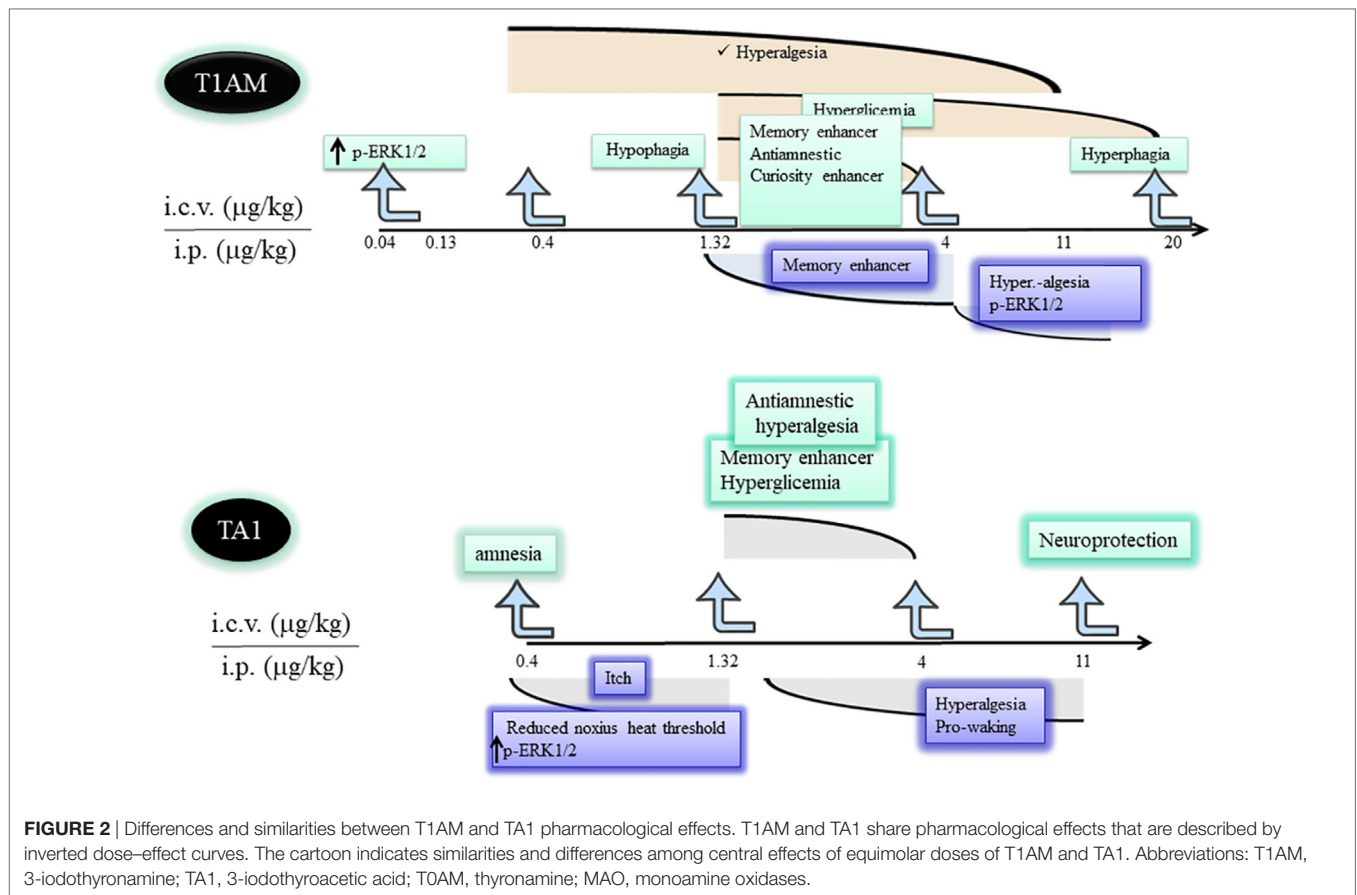 ✓ Hyperalgesia
T1AM
Hyperglicemia
Memory enhancer
Antiamnestic
Curiosity enhancer
↑ p-ERK1/2
Hypophagia
Hyperphagia
i.c.v. (µg/kg)
i.p. (µg/kg)
0.04 0.13 0.4 1.32 4 11 20
Memory enhancer
Hyper.-algesia
p-ERK1/2
Antiamnestic
hyperalgesia
Memory enhancer
Hyperglicemia
TA1
amnesia
Neuroprotection
i.c.v. (µg/kg)
i.p. (µg/kg)
0.4 1.32 4 11
Itch
Reduced noxius heat threshold
↑p-ERK1/2
Hyperalgesia
Pro-waking
FIGURE 2 | Differences and similarities between T1AM and TA1 pharmacological effects. T1AM and TA1 share pharmacological effects that are described by
inverted dose–effect curves. The cartoon indicates similarities and differences among central effects of equimolar doses of T1AM and TA1. Abbreviations: T1AM,
3-iodothyronamine; TA1, 3-iodothyroacetic acid; T0AM, thyronamine; MAO, monoamine oxidases.